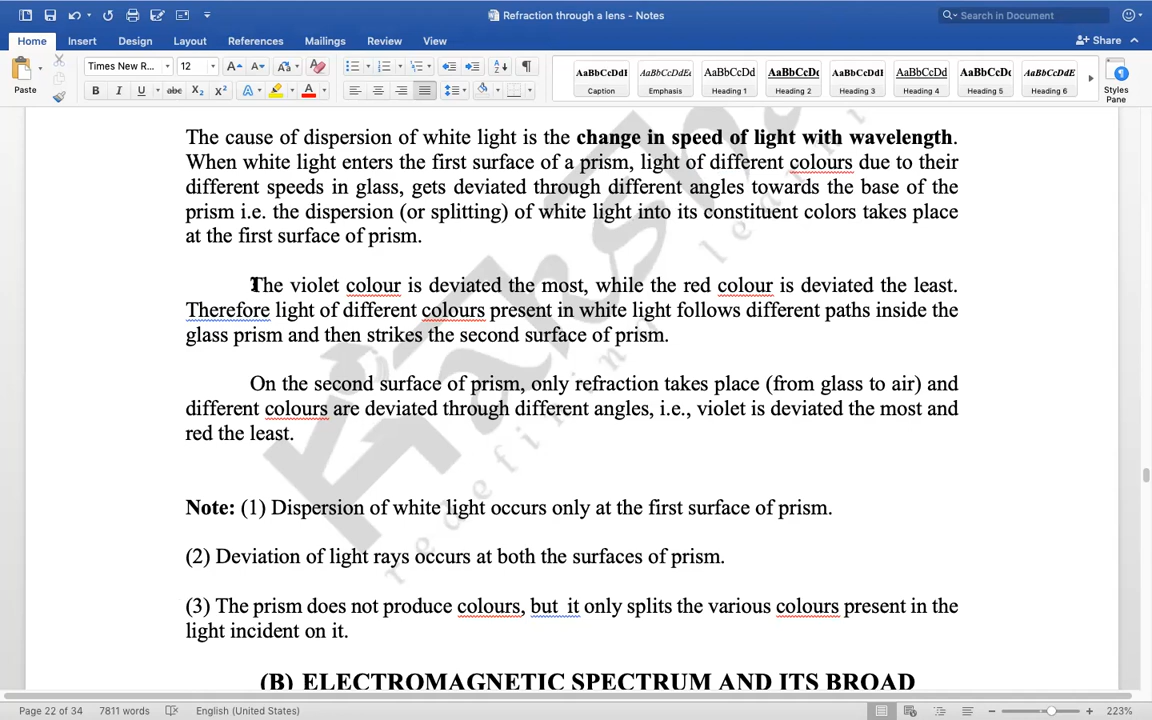 Refraction through a lens - Notes
Search in Document
Home Insert Design Layout References Mailings Review View
Share
Paste
Times New R... 12
AaBbCcDdI AaBbCcDdEe AaBbCcDd AaBbCcDc AaBbCcDdI AaBbCcDd AaBbCcDc AaBbCcDdE
Caption Emphasis Heading 1 Heading 2 Heading 3 Heading 4 Heading 5 Heading 6
Styles
Pane
The cause of dispersion of white light is the change in speed of light with wavelength.
When white light enters the first surface of a prism, light of different colours due to their
different speeds in glass, gets deviated through different angles towards the base of the
prism i.e. the dispersion (or splitting) of white light into its constituent colors takes place
at the first surface of prism.
The violet colour is deviated the most, while the red colour is deviated the least.
Therefore light of different colours present in white light follows different paths inside the
glass prism and then strikes the second surface of prism.
On the second surface of prism, only refraction takes place (from glass to air) and
different colours are deviated through different angles, i.e., violet is deviated the most and
red the least.
Note: (1) Dispersion of white light occurs only at the first surface of prism.
(2) Deviation of light rays occurs at both the surfaces of prism.
(3) The prism does not produce colours, but it only splits the various colours present in the
light incident on it.
(B) ELECTROMAGNETIC SPECTRUM AND ITS BROAD
Page 22 of 34 7811 words English (United States) 223%